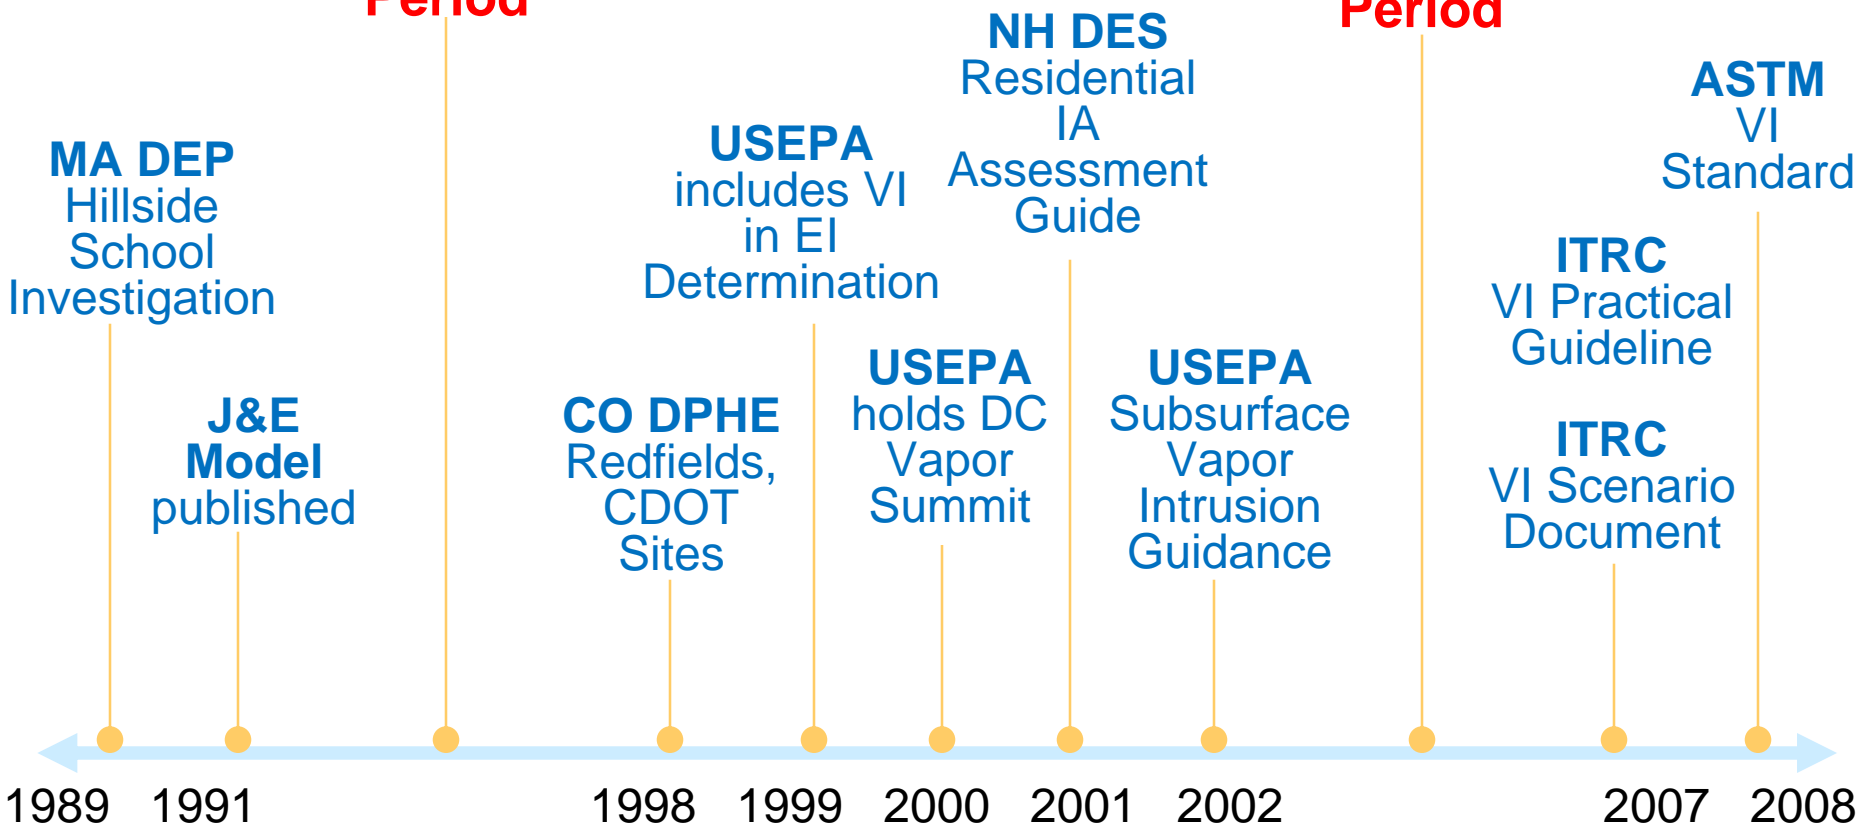 Period
Period
MA DEP
Hillside
School
Investigation
J&E
Model
published
CO DPHE
Redfields,
CDOT
Sites
USEPA
includes VI
in EI
Determination
USEPA
holds DC
Vapor
Summit
NH DES
Residential
IA
Assessment
Guide
USEPA
Subsurface
Vapor
Intrusion
Guidance
ITRC
VI Practical
Guideline
ITRC
VI Scenario
Document
ASTM
VI
Standard
1989 1991 1998 1999 2000 2001 2002 2007 2008